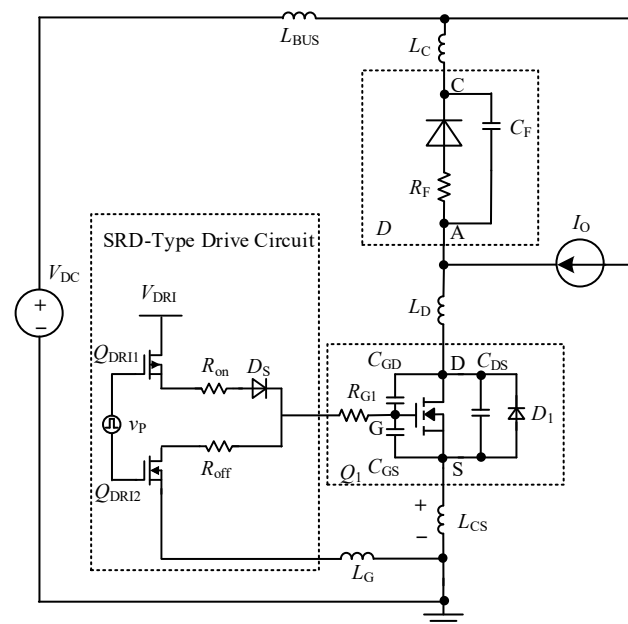 L_BUS
L_C
C
C_F
R_F
D
A
I_O
SRD-Type Drive Circuit
V_DC
+
−
V_DRI
L_D
Q_DRI1
R_on
D_S
C_GD
D
C_DS
R_G1
D_1
G
v_P
R_off
C_GS
S
Q_1
Q_DRI2
+
−
L_CS
L_G